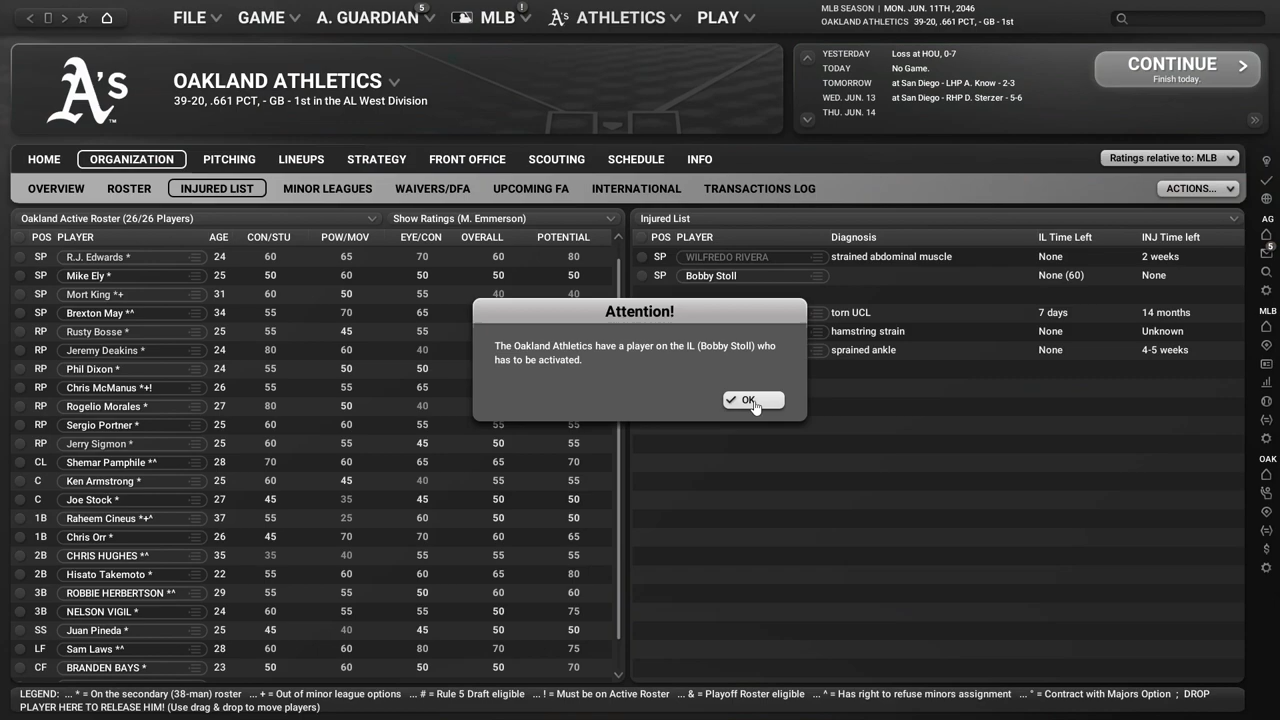 FILE GAME A. GUARDIAN 5 MLB ! A's ATHLETICS PLAY
MLB SEASON | MON. JUN. 11TH , 2046
OAKLAND ATHLETICS 39-20, .661 PCT, - GB - 1st
A's
OAKLAND ATHLETICS
39-20, .661 PCT, - GB - 1st in the AL West Division
YESTERDAY Loss at HOU, 0-7
TODAY No Game.
TOMORROW at San Diego - LHP A. Know - 2-3
WED. JUN. 13 at San Diego - RHP D. Sterzer - 5-6
THU. JUN. 14
CONTINUE
Finish today.
HOME ORGANIZATION PITCHING LINEUPS STRATEGY FRONT OFFICE SCOUTING SCHEDULE INFO
Ratings relative to: MLB
OVERVIEW ROSTER INJURED LIST MINOR LEAGUES WAIVERS/DFA UPCOMING FA INTERNATIONAL TRANSACTIONS LOG
ACTIONS...
Oakland Active Roster (26/26 Players) Show Ratings (M. Emmerson)
POS PLAYER AGE CON/STU POW/MOV EYE/CON OVERALL POTENTIAL
SP R.J. Edwards * 24 60 65 70 60 80
SP Mike Ely * 25 50 60 50 50 50
SP Mort King *+ 31 60 50 55 40 40
SP Brexton May *^ 34 55 70 65
RP Rusty Bosse * 25 55 45 65
RP Jeremy Deakins * 24 80 60 40
RP Phil Dixon * 24 55 50 50
RP Chris McManus *+! 26 55 55 65
RP Rogelio Morales * 27 80 50 40
RP Sergio Portner * 25 55 60 60 55 55
RP Jerry Sigmon * 25 60 55 45 55 55
CL Shemar Pamphile *^ 28 70 60 65 65 70
C Ken Armstrong * 25 60 45 40 55 55
C Joe Stock * 27 45 35 45 50 50
1B Raheem Cineus *+^ 37 55 25 60 50 50
1B Chris Orr * 26 45 70 70 60 65
2B CHRIS HUGHES *^ 35 35 40 55 55 55
2B Hisato Takemoto * 22 55 60 60 65 80
3B ROBBIE HERBERTSON *^ 29 55 50 50 60 60
3B NELSON VIGIL * 24 60 55 55 50 75
SS Juan Pineda * 25 45 40 45 50 50
LF Sam Laws *^ 28 60 60 80 70 75
CF BRANDEN BAYS * 23 50 60 50 50 70
Injured List
POS PLAYER Diagnosis IL Time Left INJ Time left
SP WILFREDO RIVERA strained abdominal muscle None 2 weeks
SP Bobby Stoll None (60) None
torn UCL 7 days 14 months
hamstring strain None Unknown
sprained ankle None 4-5 weeks
Attention!
The Oakland Athletics have a player on the IL (Bobby Stoll) who
has to be activated.
OK
AG
5
MLB
OAK
LEGEND: ... * = On the secondary (38-man) roster ... + = Out of minor league options ... # = Rule 5 Draft eligible ... ! = Must be on Active Roster ... & = Playoff Roster eligible ... ^ = Has right to refuse minors assignment ... ° = Contract with Majors Option ; DROP
PLAYER HERE TO RELEASE HIM! (Use drag & drop to move players)